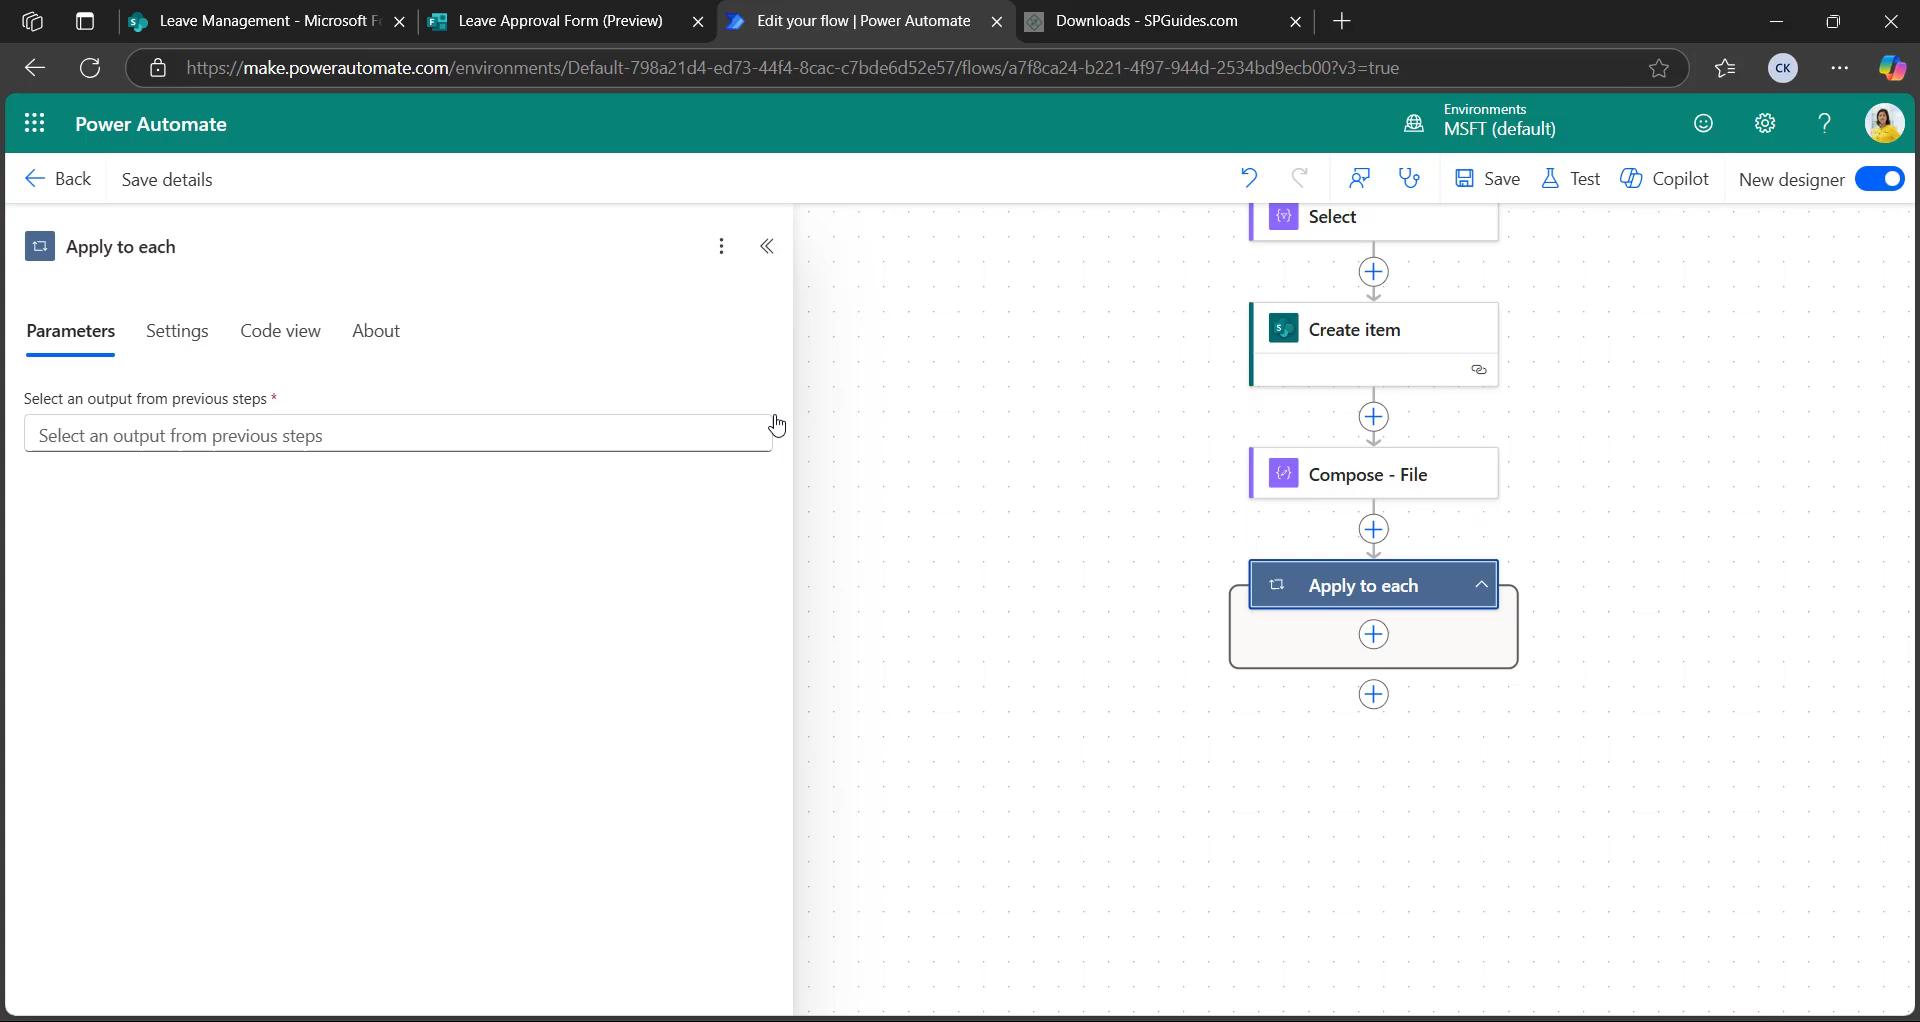 Leave Management - Microsoft F
Leave Approval Form (Preview)
Edit your flow | Power Automate
Downloads - SPGuides.com
https://make.powerautomate.com/environments/Default-798a21d4-ed73-44f4-8cac-c7bde6d52e57/flows/a7f8ca24-b221-4f97-944d-2534bd9ecb00?v3=true
CK
Power Automate
Environments
MSFT (default)
Back
Save details
Save
Test
Copilot
New designer
Apply to each
Parameters
Settings
Code view
About
Select an output from previous steps *
Select an output from previous steps
Select
Create item
Compose - File
Apply to each